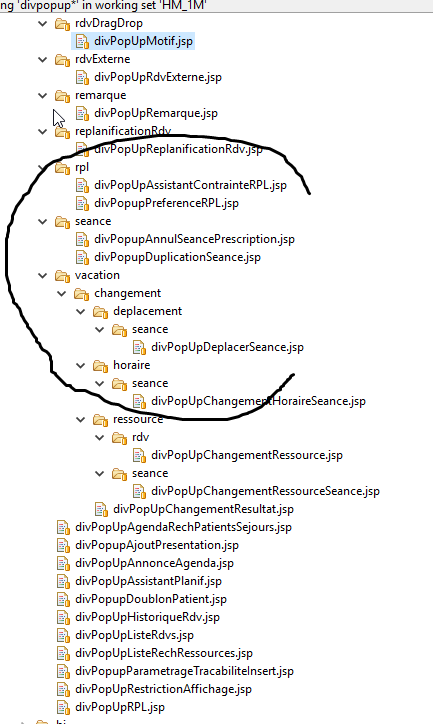 ng 'divpopup*' in working set 'HM_1M'
rdvDragDrop
divPopUpMotif.jsp
rdvExterne
divPopUpRdvExterne.jsp
remarque
divPopUpRemarque.jsp
replanificationRdv
divPopUpReplanificationRdv.jsp
rpl
divPopUpAssistantContrainteRPL.jsp
divPopupPreferenceRPL.jsp
seance
divPopupAnnulSeancePrescription.jsp
divPopupDuplicationSeance.jsp
vacation
changement
deplacement
seance
divPopUpDeplacerSeance.jsp
horaire
seance
divPopUpChangementHoraireSeance.jsp
ressource
rdv
divPopUpChangementRessource.jsp
seance
divPopUpChangementRessourceSeance.jsp
divPopUpChangementResultat.jsp
divPopUpAgendaRechPatientsSejours.jsp
divPopupAjoutPresentation.jsp
divPopUpAnnonceAgenda.jsp
divPopUpAssistantPlanif.jsp
divPopupDoublonPatient.jsp
divPopUpHistoriqueRdv.jsp
divPopUpListeRdvs.jsp
divPopUpListeRechRessources.jsp
divPopupParametrageTracabiliteInsert.jsp
divPopUpRestrictionAffichage.jsp
divPopUpRPL.jsp